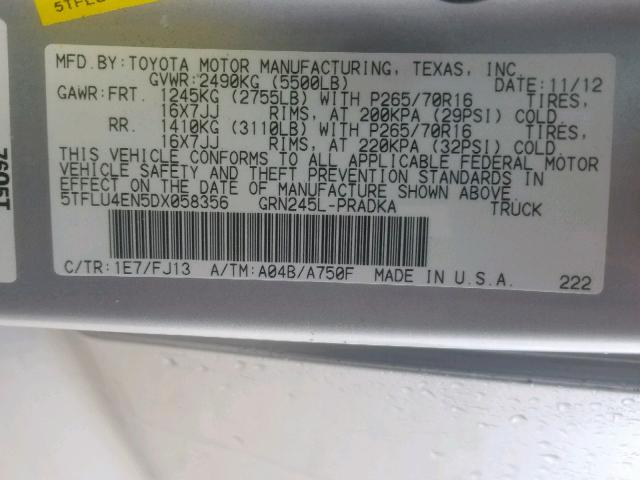 5TFLU
7605T
MFD.BY:TOYOTA MOTOR MANUFACTURING, TEXAS, INC.
GVWR:2490KG (5500LB) DATE:11/12
GAWR:FRT. 1245KG (2755LB) WITH P265/70R16 TIRES,
16X7JJ RIMS, AT 200KPA (29PSI) COLD
RR. 1410KG (3110LB) WITH P265/70R16 TIRES,
16X7JJ RIMS, AT 220KPA (32PSI) COLD
THIS VEHICLE CONFORMS TO ALL APPLICABLE FEDERAL MOTOR
VEHICLE SAFETY AND THEFT PREVENTION STANDARDS IN
EFFECT ON THE DATE OF MANUFACTURE SHOWN ABOVE.
5TFLU4EN5DX058356 GRN245L-PRADKA TRUCK
C/TR:1E7/FJ13 A/TM:A04B/A750F MADE IN U.S.A. 222